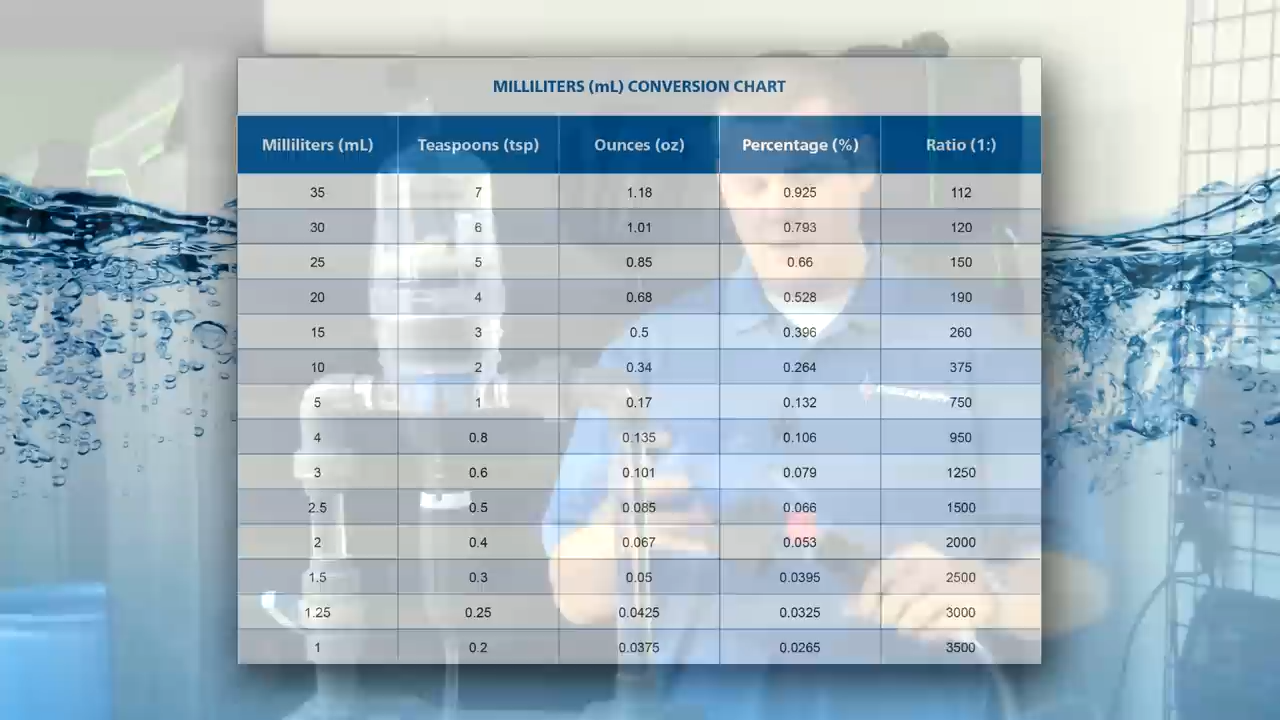 MILLILITERS (mL) CONVERSION CHART
Milliliters (mL) Teaspoons (tsp) Ounces (oz) Percentage (%) Ratio (1:)
35 7 1.18 0.925 112
30 6 1.01 0.793 120
25 5 0.85 0.66 150
20 4 0.68 0.528 190
15 3 0.5 0.396 260
10 2 0.34 0.264 375
5 1 0.17 0.132 750
4 0.8 0.135 0.106 950
3 0.6 0.101 0.079 1250
2.5 0.5 0.085 0.066 1500
2 0.4 0.067 0.053 2000
1.5 0.3 0.05 0.0395 2500
1.25 0.25 0.0425 0.0325 3000
1 0.2 0.0375 0.0265 3500